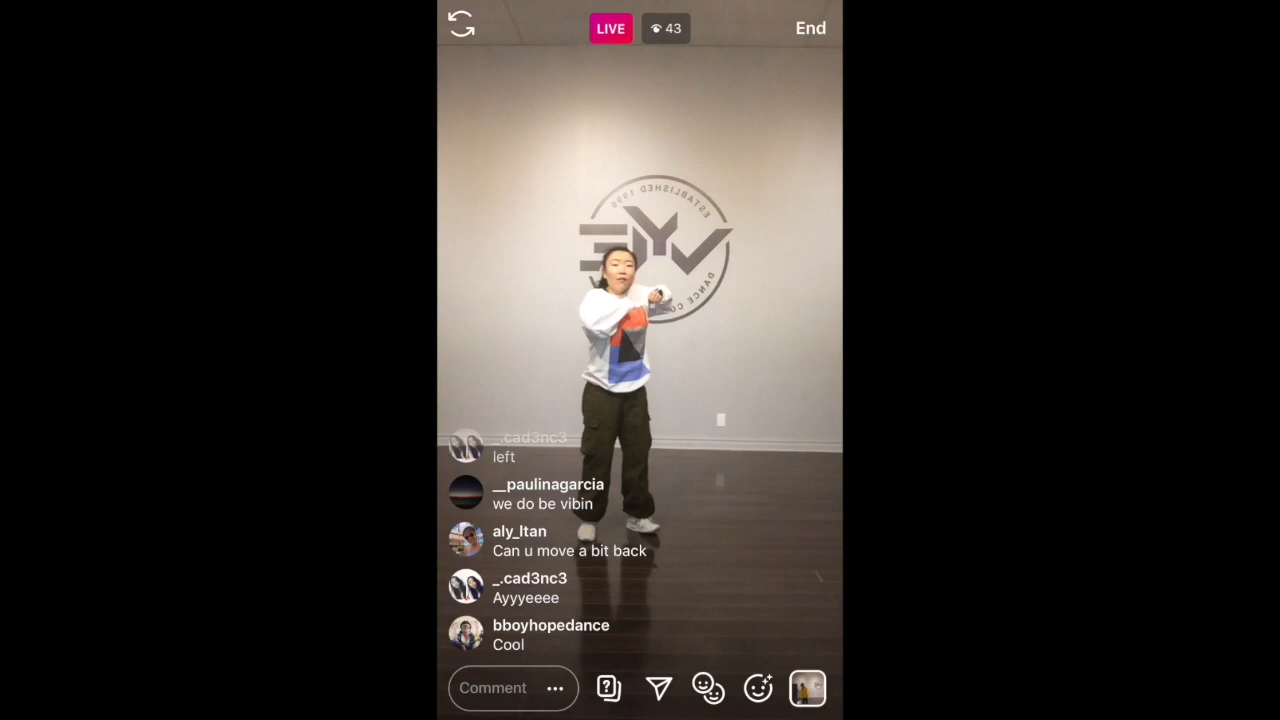 LIVE
43
End
ESTABLISHED 1996
DANCE CO
_.cad3nc3
left
__paulinagarcia
we do be vibin
aly_ltan
Can u move a bit back
_.cad3nc3
Ayyyeeee
bboyhopedance
Cool
Comment